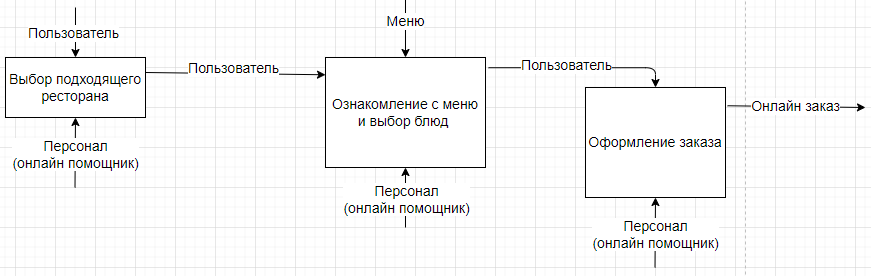 Пользователь
Меню
Выбор подходящего
ресторана
Пользователь
Ознакомление с меню
и выбор блюд
Пользователь
Оформление заказа
Онлайн заказ
Персонал
(онлайн помощник)
Персонал
(онлайн помощник)
Персонал
(онлайн помощник)